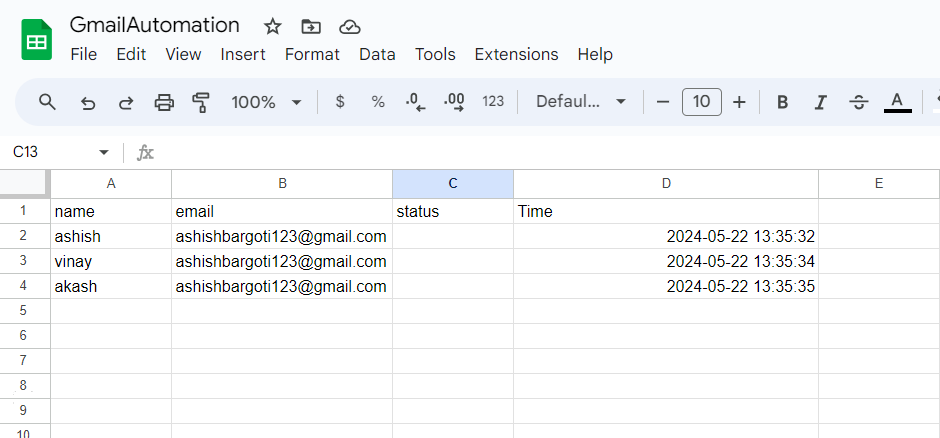 GmailAutomation
File Edit View Insert Format Data Tools Extensions Help
100% $ % .0 .00 123 Defaul... − 10 + B I S A
C13 fx
A B C D E
1 name email status Time
2 ashish ashishbargoti123@gmail.com 2024-05-22 13:35:32
3 vinay ashishbargoti123@gmail.com 2024-05-22 13:35:34
4 akash ashishbargoti123@gmail.com 2024-05-22 13:35:35
5
6
7
8
9
10